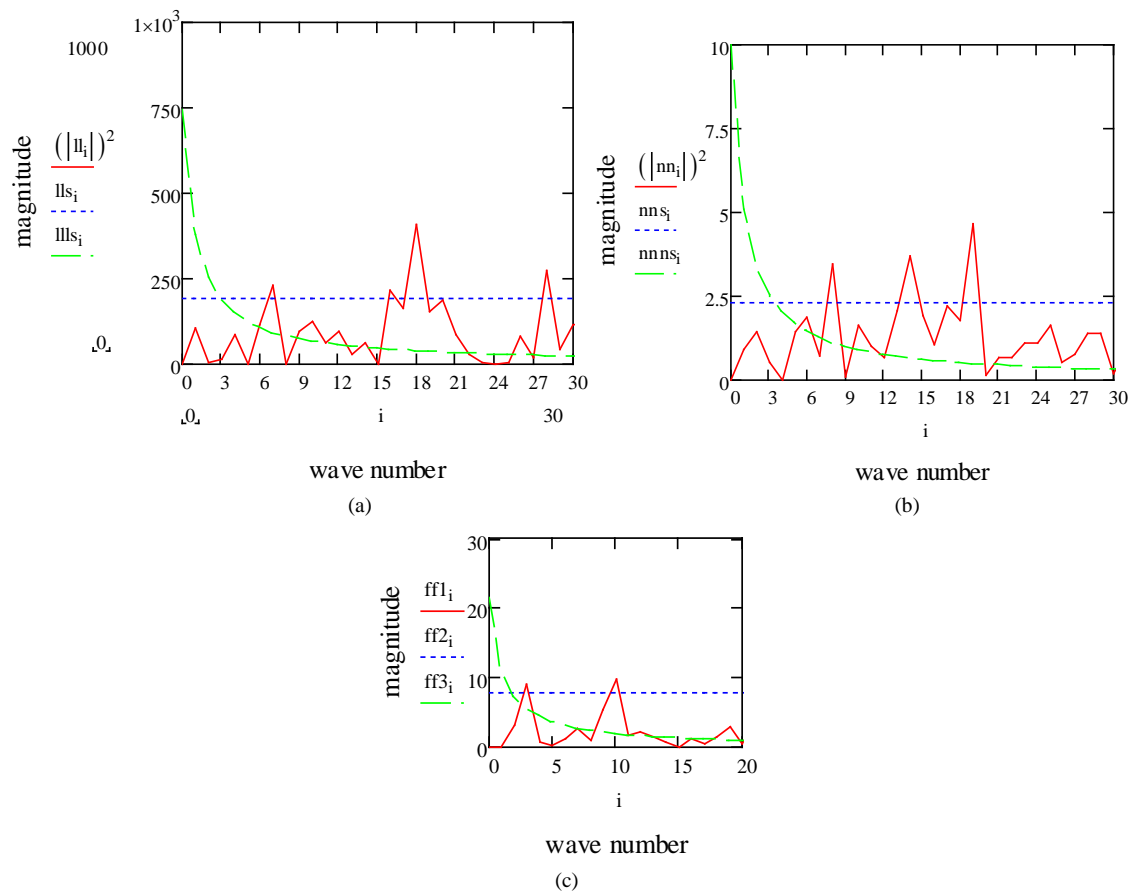 1×10³
1000
750
500
250
0
magnitude
(|ll_i|)²
lls_i
llls_i
0
0 3 6 9 12 15 18 21 24 27 30
0 i 30
wave number
(a)
10
7.5
5
2.5
0
magnitude
(|nn_i|)²
nns_i
nnns_i
0 3 6 9 12 15 18 21 24 27 30
i
wave number
(b)
30
20
10
0
magnitude
ff1_i
ff2_i
ff3_i
0 5 10 15 20
i
wave number
(c)